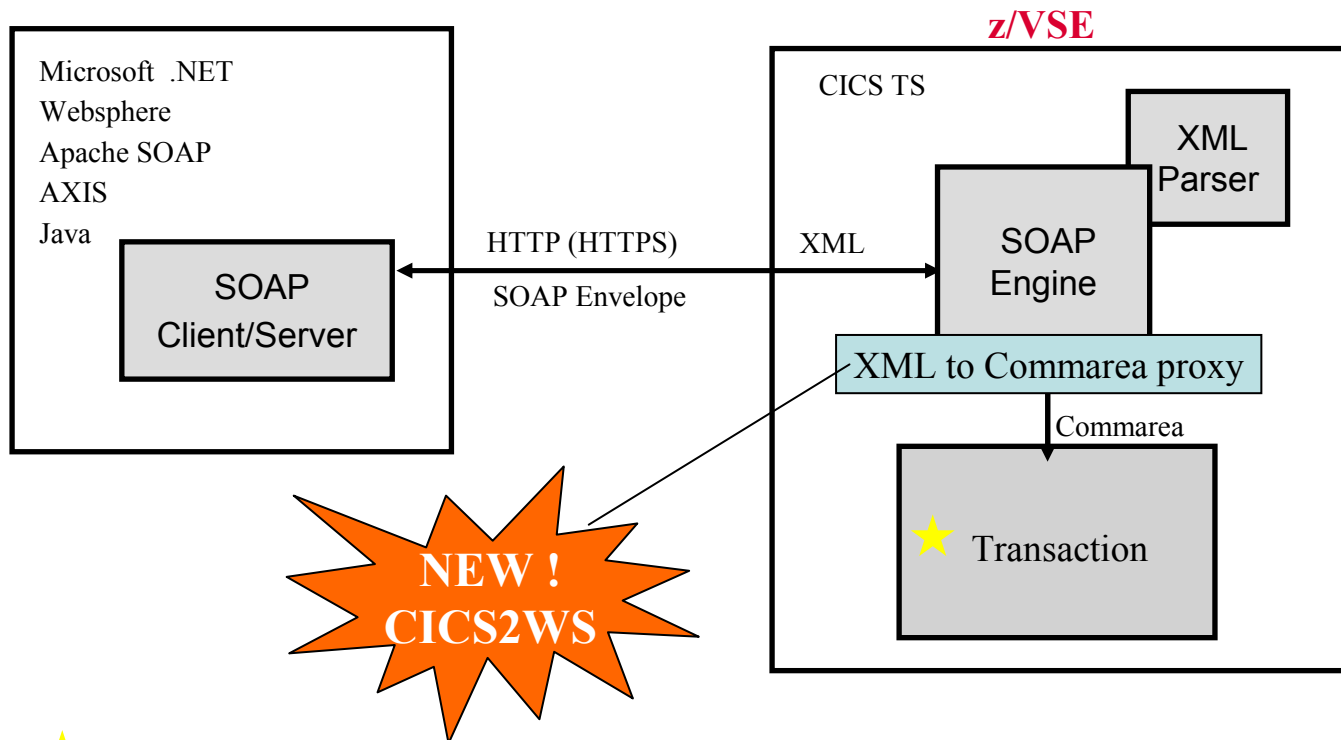 z/VSE
Microsoft .NET
Websphere
Apache SOAP
AXIS
Java
SOAP
Client/Server
HTTP (HTTPS)
SOAP Envelope
XML
CICS TS
XML
Parser
SOAP
Engine
XML to Commarea proxy
Commarea
Transaction
NEW !
CICS2WS